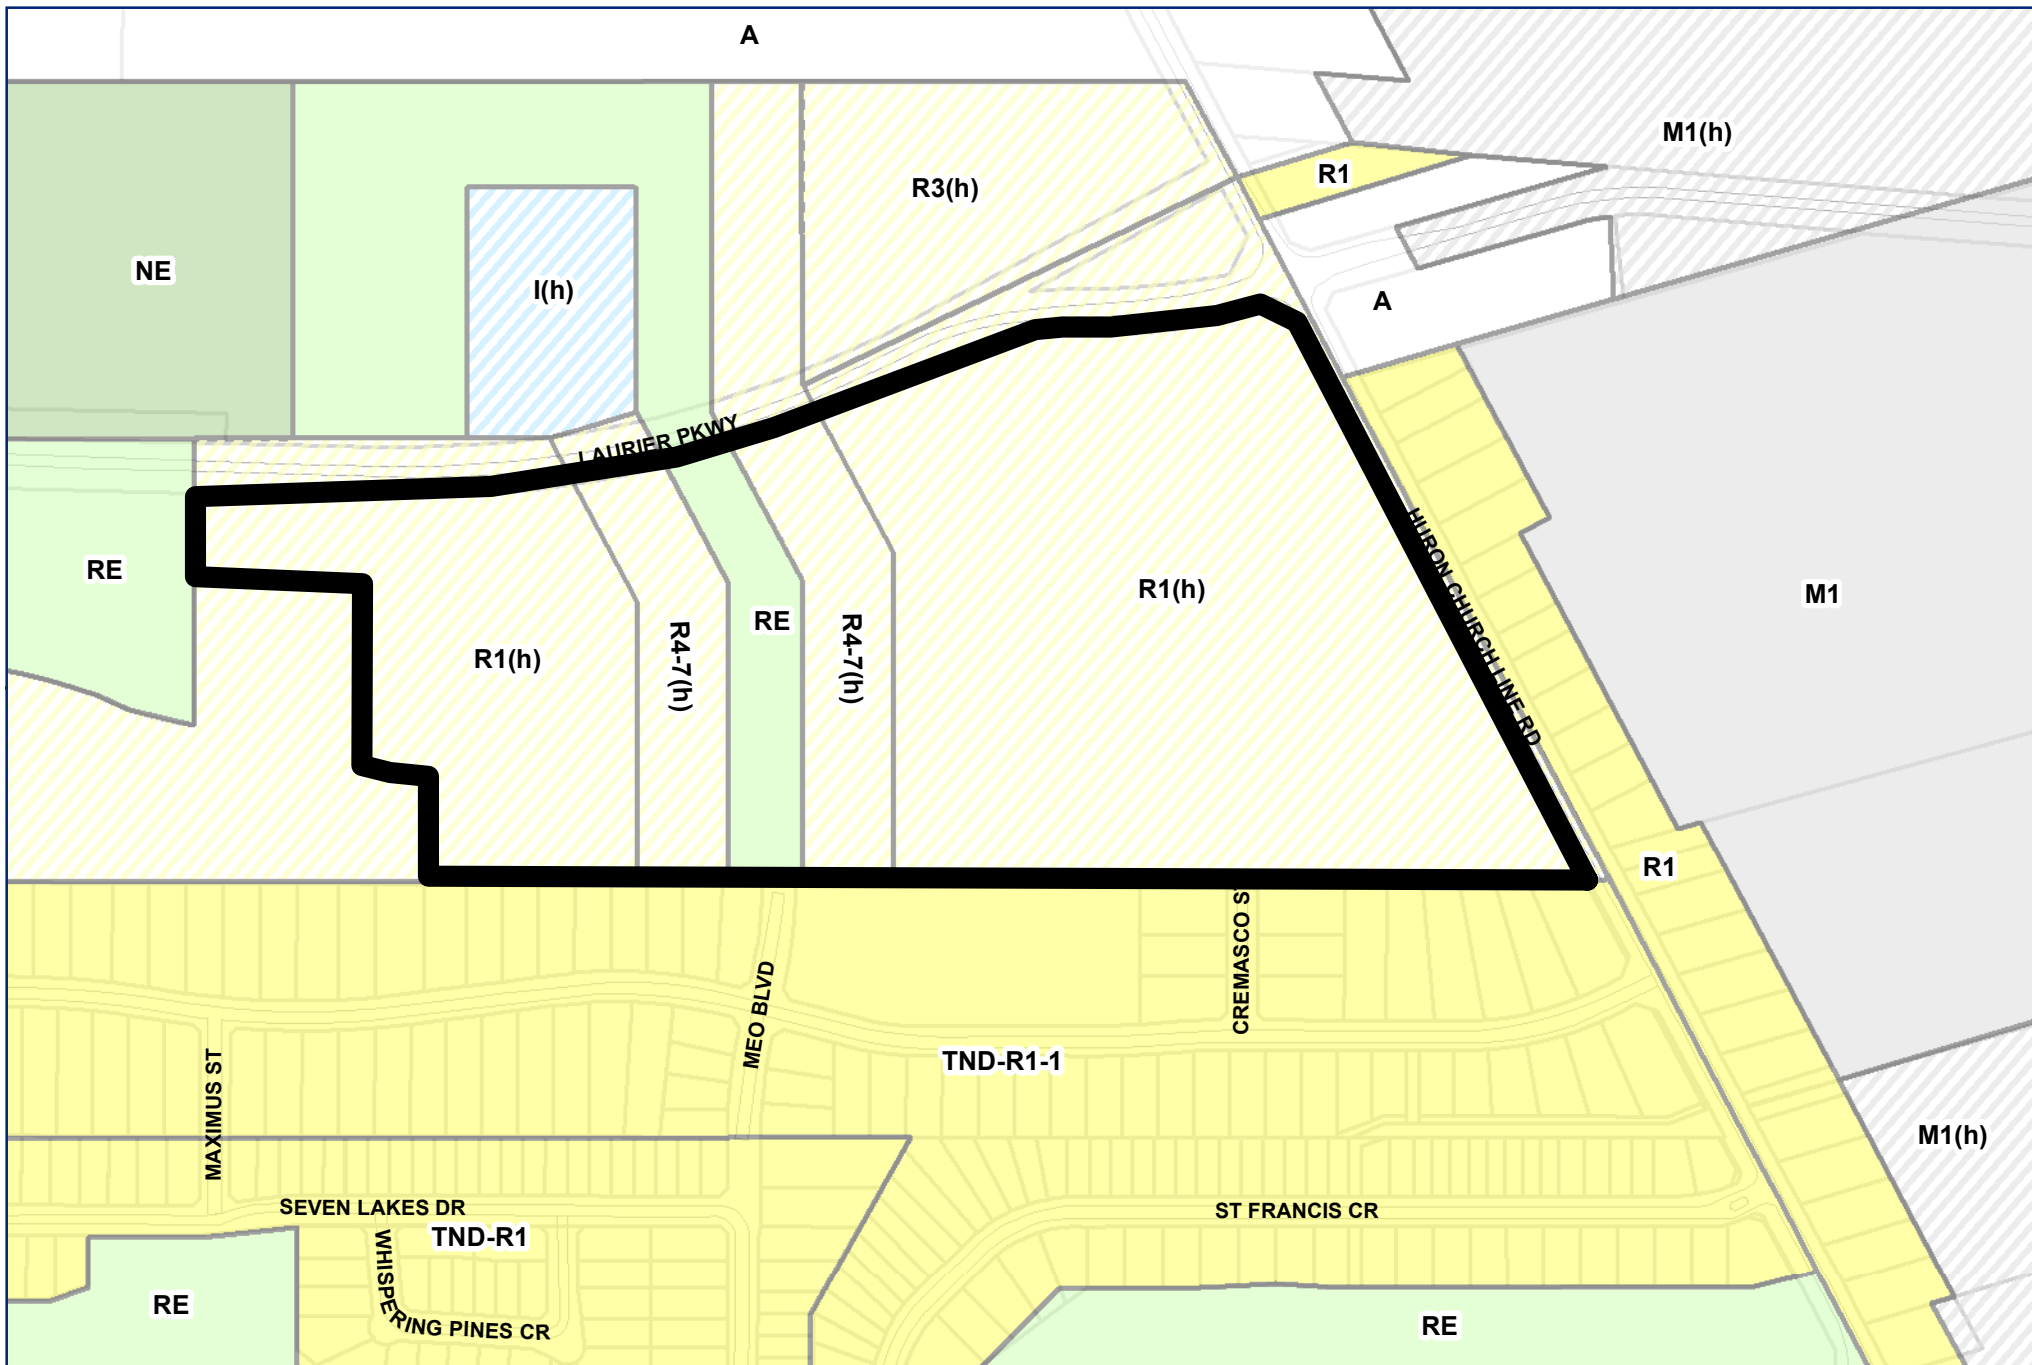 A
M1(h)
R1
R3(h)
NE
I(h)
A
LAURIER PKWY
RE
R1(h)
M1
RE
R1(h)
R4-7(h)
R4-7(h)
HURON CHURCH LINE RD
R1
CREMASCO ST
MEO BLVD
TND-R1-1
MAXIMUS ST
M1(h)
SEVEN LAKES DR
ST FRANCIS CR
TND-R1
WHISPERING PINES CR
RE
RE